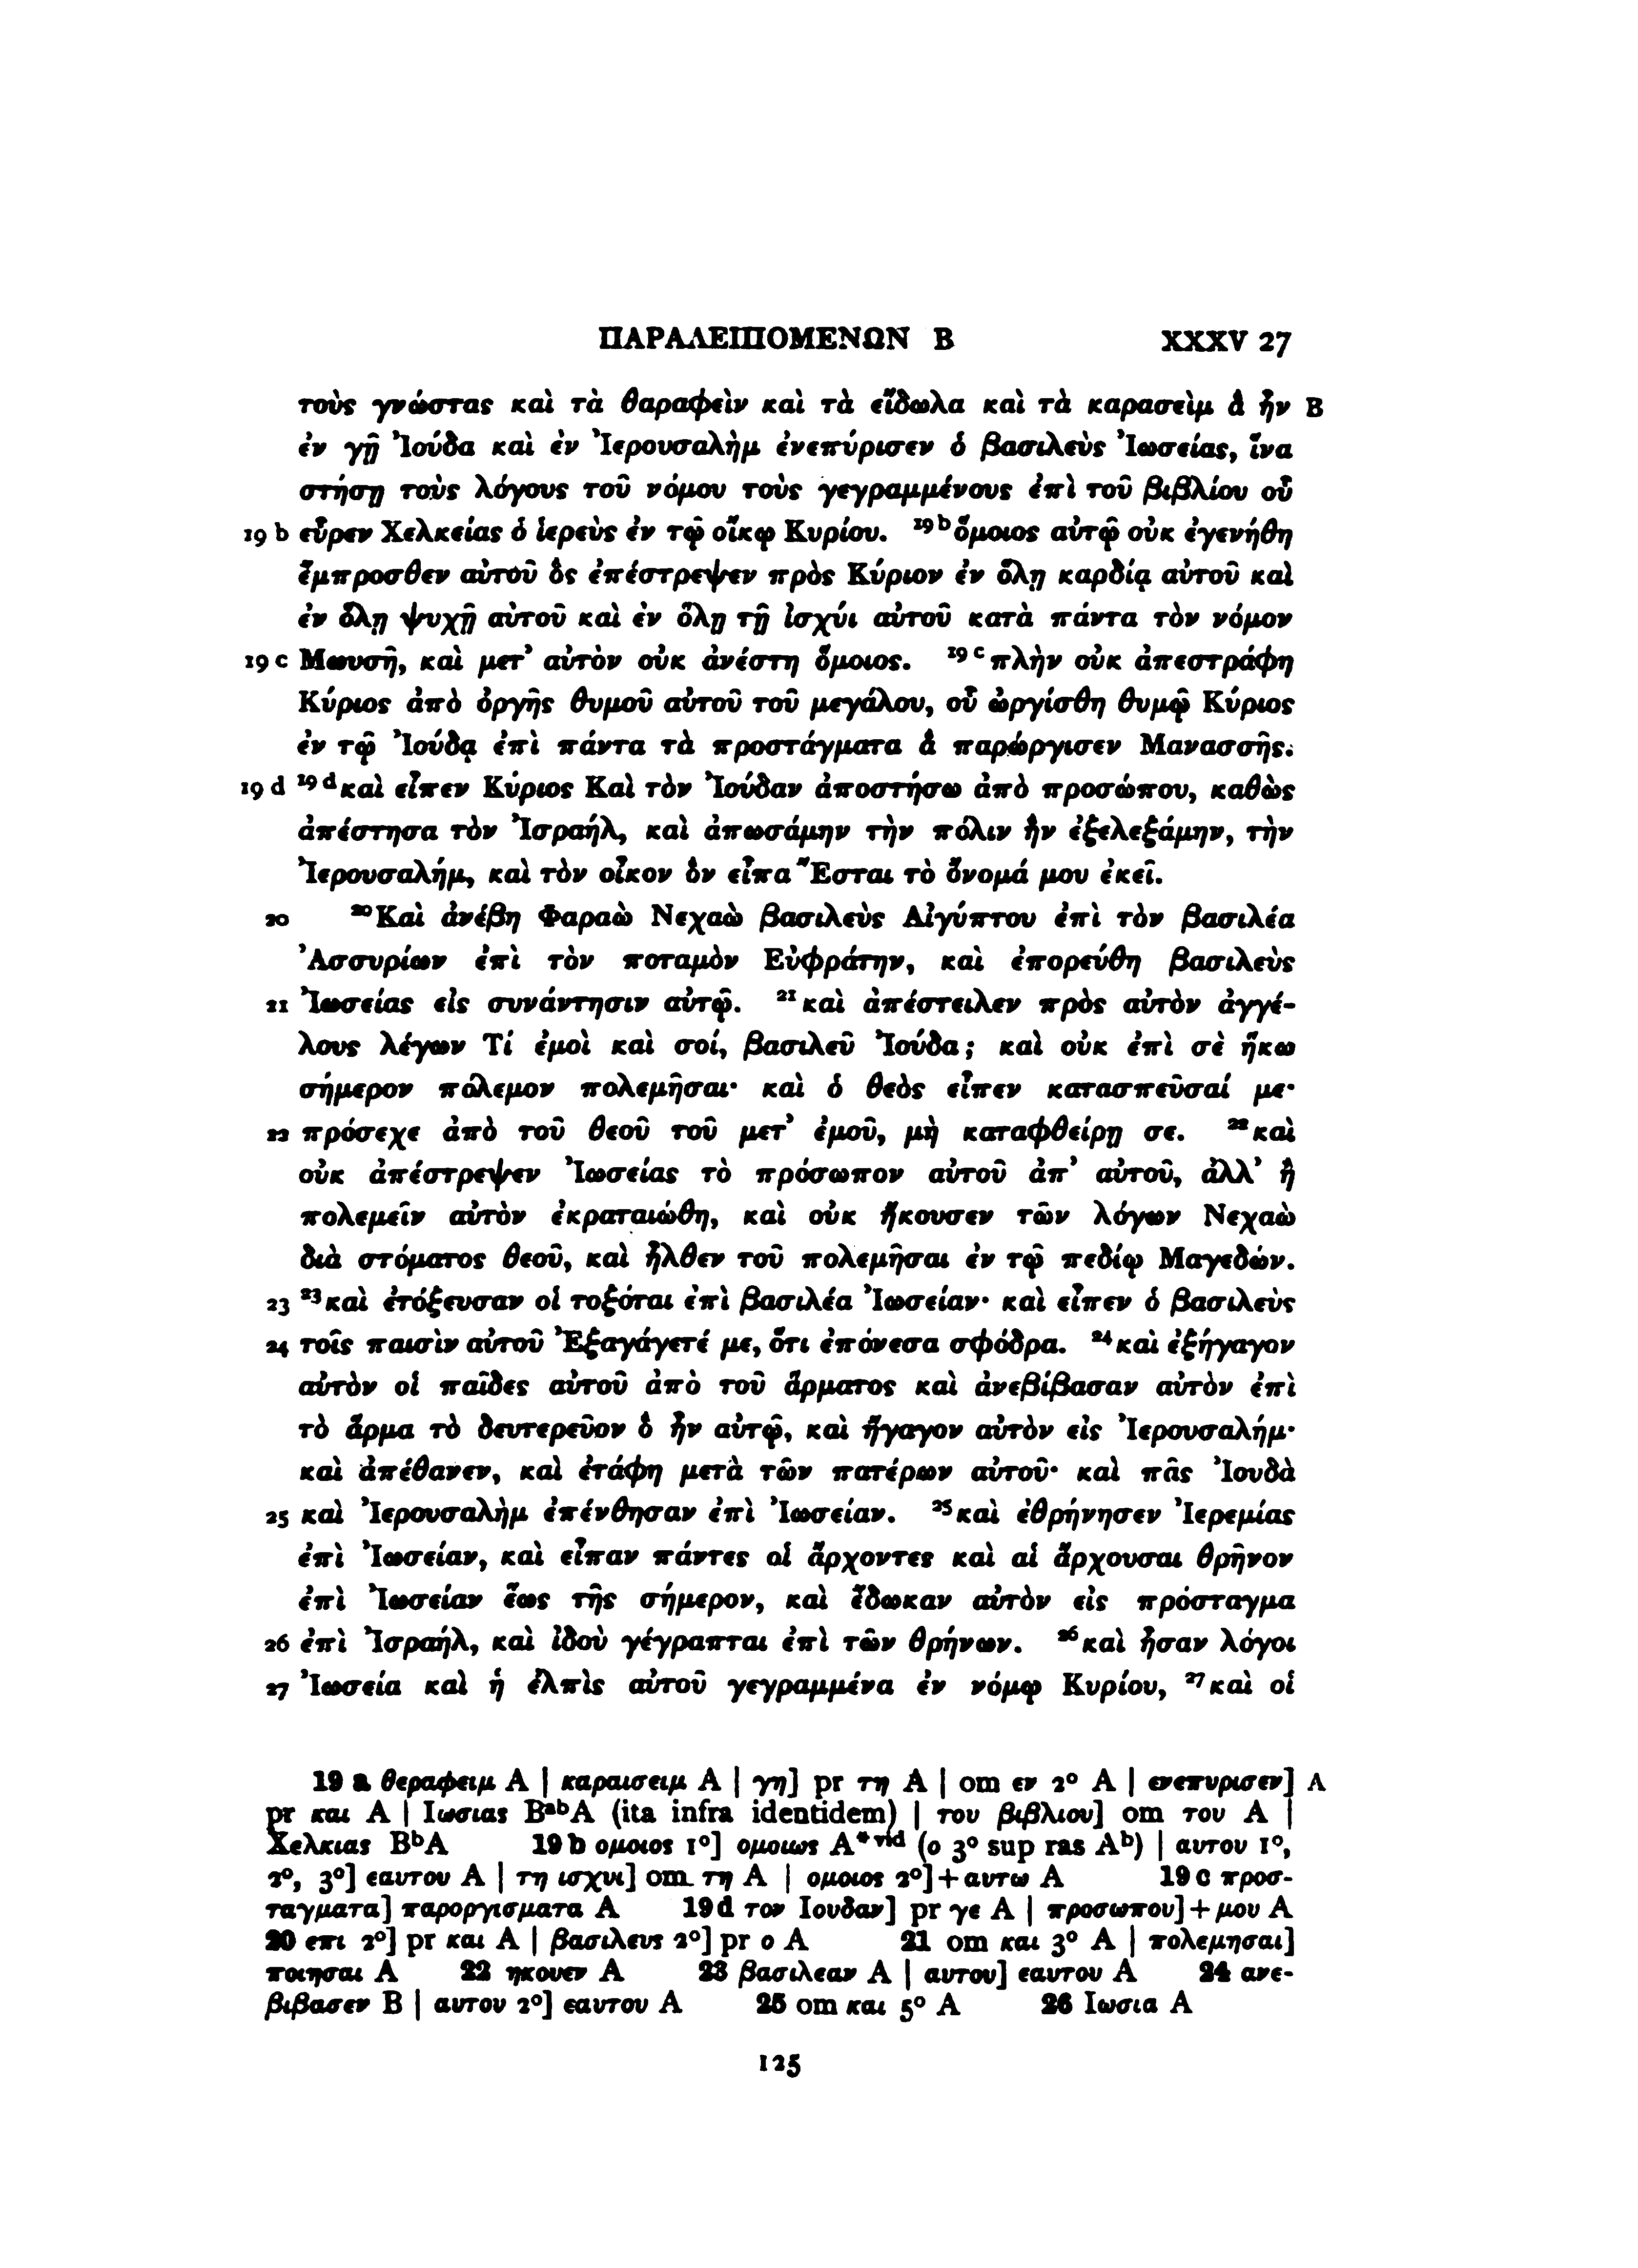 ΠΑΡΑΛΕΙΠΟΜΕΝΩΝ Β XXXV 27
τοὺς γνώστας καὶ τὰ θαραφεὶν καὶ τὰ εἴδωλα καὶ τὰ καρασεὶμ ἃ ἦν B
ἐν γῇ Ἰούδα καὶ ἐν Ἰερουσαλὴμ ἐνεπύρισεν ὁ βασιλεὺς Ἰωσείας, ἵνα
στήσῃ τοὺς λόγους τοῦ νόμου τοὺς γεγραμμένους ἐπὶ τοῦ βιβλίου οὗ
19 b εὗρεν Χελκείας ὁ ἱερεὺς ἐν τῷ οἴκῳ Κυρίου. ¹⁹ᵇ ὅμοιος αὐτῷ οὐκ ἐγενήθη
ἔμπροσθεν αὐτοῦ ὃς ἐπέστρεψεν πρὸς Κύριον ἐν ὅλῃ καρδίᾳ αὐτοῦ καὶ
ἐν ὅλῃ ψυχῇ αὐτοῦ καὶ ἐν ὅλῃ τῇ ἰσχύι αὐτοῦ κατὰ πάντα τὸν νόμον
19 c Μωυσῆ, καὶ μετ’ αὐτὸν οὐκ ἀνέστη ὅμοιος. ¹⁹ᶜ πλὴν οὐκ ἀπεστράφη
Κύριος ἀπὸ ὀργῆς θυμοῦ αὐτοῦ τοῦ μεγάλου, οὗ ὠργίσθη θυμῷ Κύριος
ἐν τῷ Ἰούδᾳ ἐπὶ πάντα τὰ προστάγματα ἃ παρώργισεν Μανασσῆς.
19 d ¹⁹ᵈ καὶ εἶπεν Κύριος Καὶ τὸν Ἰούδαν ἀποστήσω ἀπὸ προσώπου, καθὼς
ἀπέστησα τὸν Ἰσραήλ, καὶ ἀπωσάμην τὴν πόλιν ἣν ἐξελεξάμην, τὴν
Ἰερουσαλήμ, καὶ τὸν οἶκον ὃν εἶπα Ἔσται τὸ ὄνομά μου ἐκεῖ.
20 ²⁰Καὶ ἀνέβη Φαραὼ Νεχαὼ βασιλεὺς Αἰγύπτου ἐπὶ τὸν βασιλέα
Ἀσσυρίων ἐπὶ τὸν ποταμὸν Εὐφράτην, καὶ ἐπορεύθη βασιλεὺς
21 Ἰωσείας εἰς συνάντησιν αὐτῷ. ²¹καὶ ἀπέστειλεν πρὸς αὐτὸν ἀγγέ-
λους λέγων Τί ἐμοὶ καὶ σοί, βασιλεῦ Ἰούδα; καὶ οὐκ ἐπὶ σὲ ἥκω
σήμερον πόλεμον πολεμῆσαι· καὶ ὁ θεὸς εἶπεν κατασπεῦσαί με·
22 πρόσεχε ἀπὸ τοῦ θεοῦ τοῦ μετ’ ἐμοῦ, μὴ καταφθείρῃ σε. ²²καὶ
οὐκ ἀπέστρεψεν Ἰωσείας τὸ πρόσωπον αὐτοῦ ἀπ’ αὐτοῦ, ἀλλ’ ἢ
πολεμεῖν αὐτὸν ἐκραταιώθη, καὶ οὐκ ἤκουσεν τῶν λόγων Νεχαὼ
διὰ στόματος θεοῦ, καὶ ἦλθεν τοῦ πολεμῆσαι ἐν τῷ πεδίῳ Μαγεδών.
23 ²³καὶ ἐτόξευσαν οἱ τοξόται ἐπὶ βασιλέα Ἰωσείαν· καὶ εἶπεν ὁ βασιλεὺς
24 τοῖς παισὶν αὐτοῦ Ἐξαγάγετέ με, ὅτι ἐπόνεσα σφόδρα. ²⁴καὶ ἐξήγαγον
αὐτὸν οἱ παῖδες αὐτοῦ ἀπὸ τοῦ ἅρματος καὶ ἀνεβίβασαν αὐτὸν ἐπὶ
τὸ ἅρμα τὸ δευτερεῦον ὃ ἦν αὐτῷ, καὶ ἤγαγον αὐτὸν εἰς Ἰερουσαλήμ·
καὶ ἀπέθανεν, καὶ ἐτάφη μετὰ τῶν πατέρων αὐτοῦ· καὶ πᾶς Ἰουδὰ
25 καὶ Ἰερουσαλὴμ ἐπένθησαν ἐπὶ Ἰωσείαν. ²⁵καὶ ἐθρήνησεν Ἰερεμίας
ἐπὶ Ἰωσείαν, καὶ εἶπαν πάντες οἱ ἄρχοντες καὶ αἱ ἄρχουσαι θρῆνον
ἐπὶ Ἰωσείαν ἕως τῆς σήμερον, καὶ ἔδωκαν αὐτὸν εἰς πρόσταγμα
26 ἐπὶ Ἰσραήλ, καὶ ἰδοὺ γέγραπται ἐπὶ τῶν θρήνων. ²⁶καὶ ἦσαν λόγοι
27 Ἰωσεία καὶ ἡ ἐλπὶς αὐτοῦ γεγραμμένα ἐν νόμῳ Κυρίου, ²⁷καὶ οἱ
19 a θεραφειμ A | καραισειμ A | γη] pr τη A | om εν 2° A | ενεπυρισεν] A
pr και A | Ιωσιας BᵃᵇA (ita infra identidem) | του βιβλιου] om του A |
Χελκιας BᵇA 19 b ομοιος 1°] ομοιως A*ᵛⁱᵈ (ο 3° sup ras Aᵇ) | αυτου 1°,
2°, 3°] εαυτου A | τη ισχυι] om τη A | ομοιος 2°]+αυτω A 19 c προσ-
ταγματα] παροργισματα A 19 d τον Ιουδαν] pr γε A | προσωπου]+μου A
20 επι 2°] pr και A | βασιλευς 2°] pr ο A 21 om και 3° A | πολεμησαι]
ποιησαι A 22 ηκουεν A 23 βασιλεαν A | αυτου] εαυτου A 24 ανε-
βιβασεν B | αυτον 2°] εαυτου A 25 om και 5° A 26 Ιωσια A
125